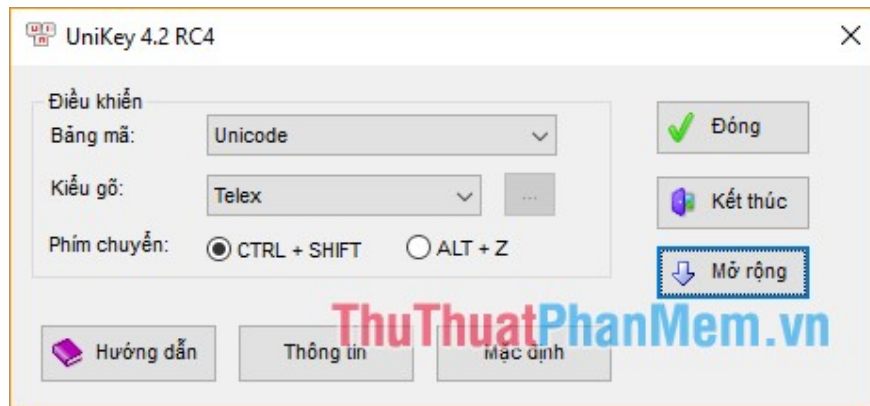 UniKey 4.2 RC4
Điều khiển
Bảng mã: Unicode
Đóng
Kiểu gõ: Telex ...
Kết thúc
Phím chuyển: CTRL + SHIFT ALT + Z
Mở rộng
ThuThuatPhanMem.vn
Hướng dẫn Thông tin Mặc định